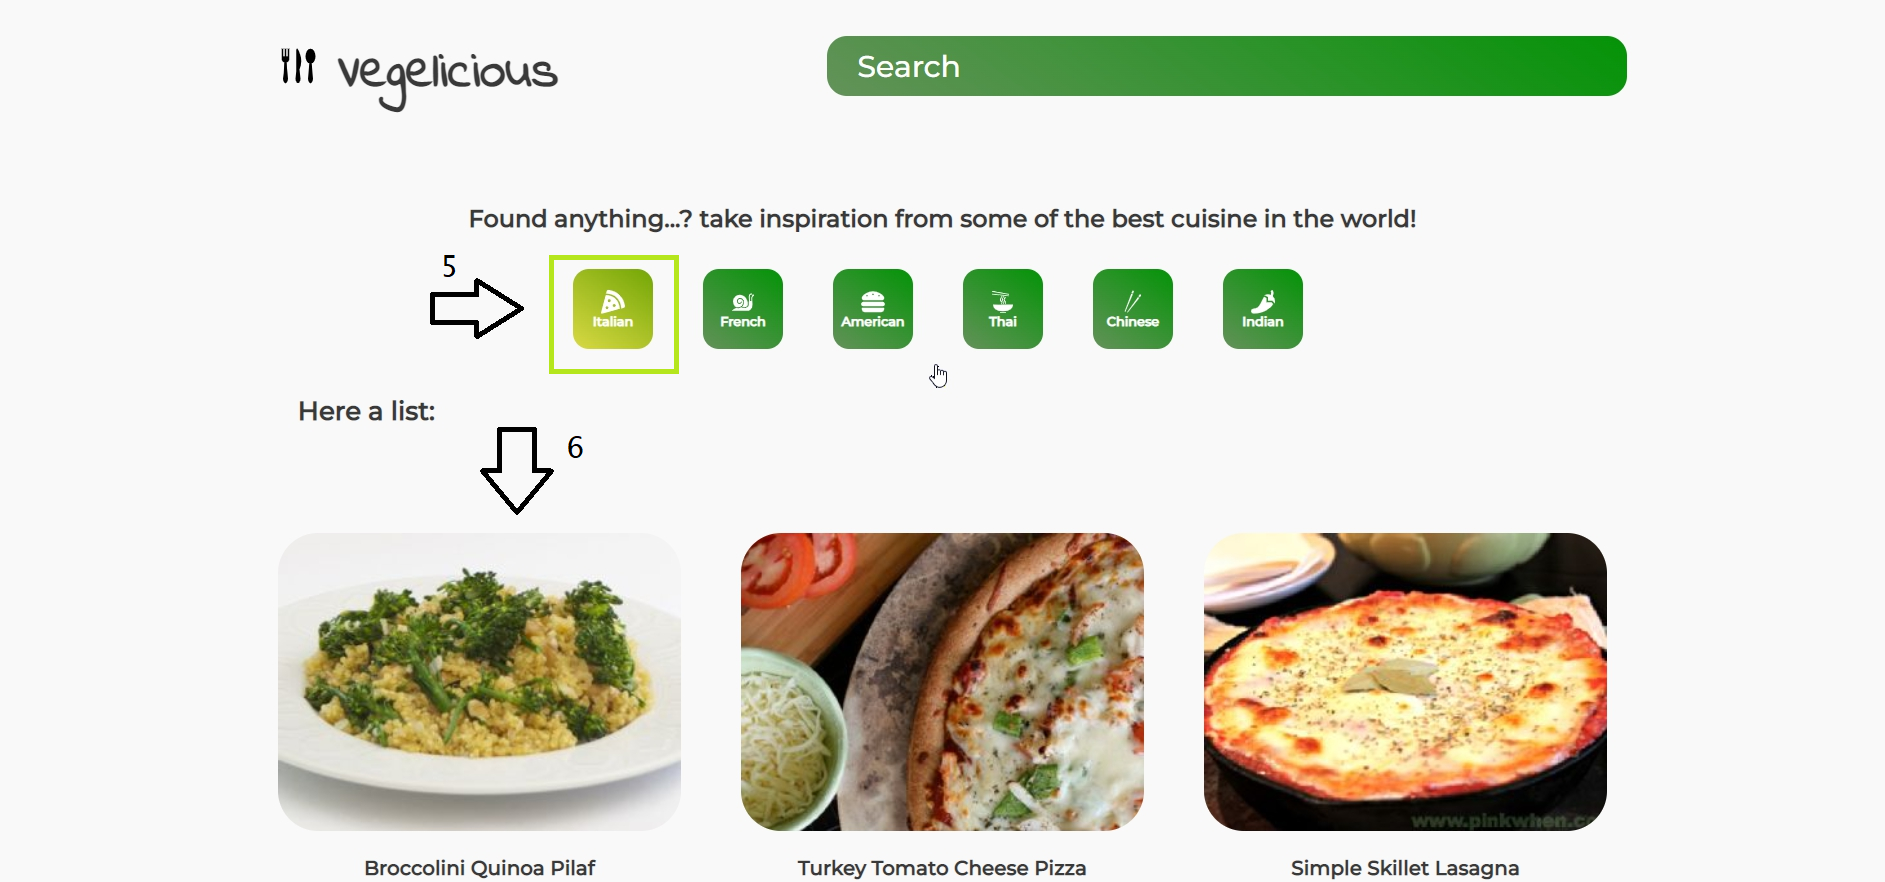 vegelicious
Search
Found anything...? take inspiration from some of the best cuisine in the world!
5
Italian
French
American
Thai
Chinese
Indian
Here a list:
6
www.pinkwhen.co
Broccolini Quinoa Pilaf
Turkey Tomato Cheese Pizza
Simple Skillet Lasagna